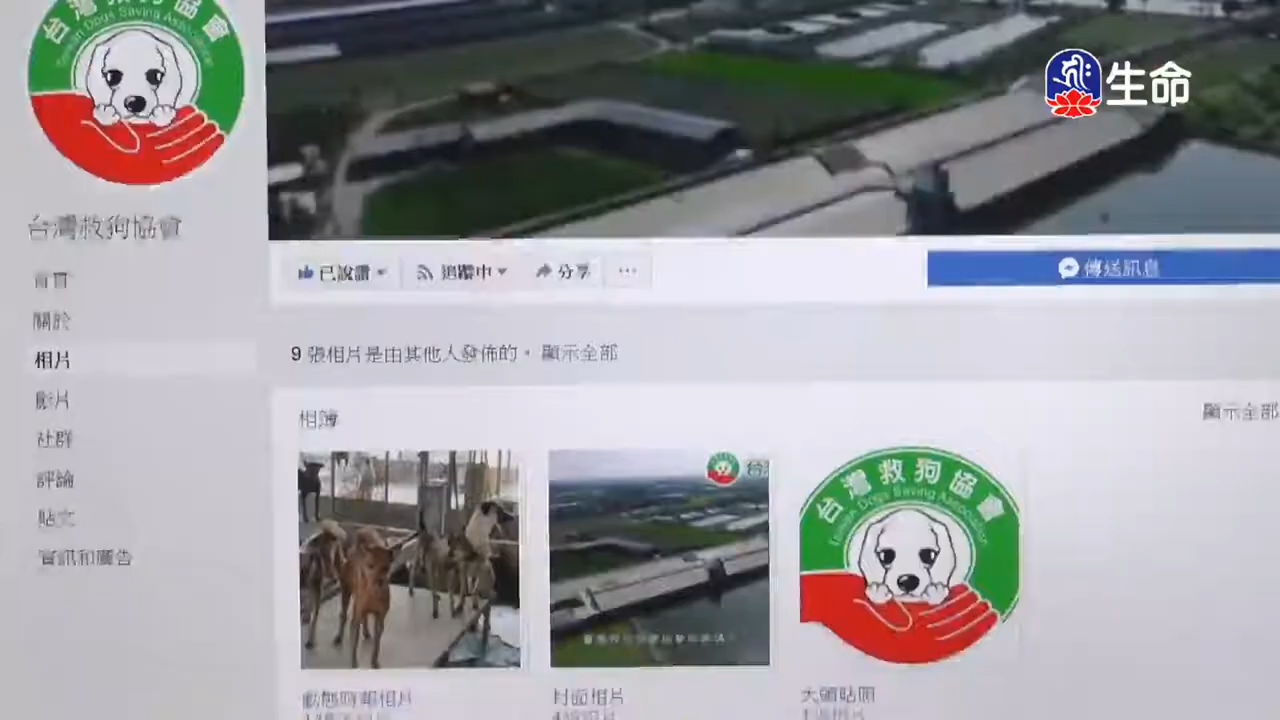 台灣救狗協會
Taiwan Dogs Saving Association
生命
台灣救狗協會
首頁
關於
相片
影片
社群
評論
貼文
資訊和廣告
已說讚
追蹤中
分享
傳送訊息
9 張相片是由其他人發佈的。 顯示全部
相簿
顯示全部
台灣救狗協會
Taiwan Dogs Saving Association
動態時報相片
封面相片
大頭貼照